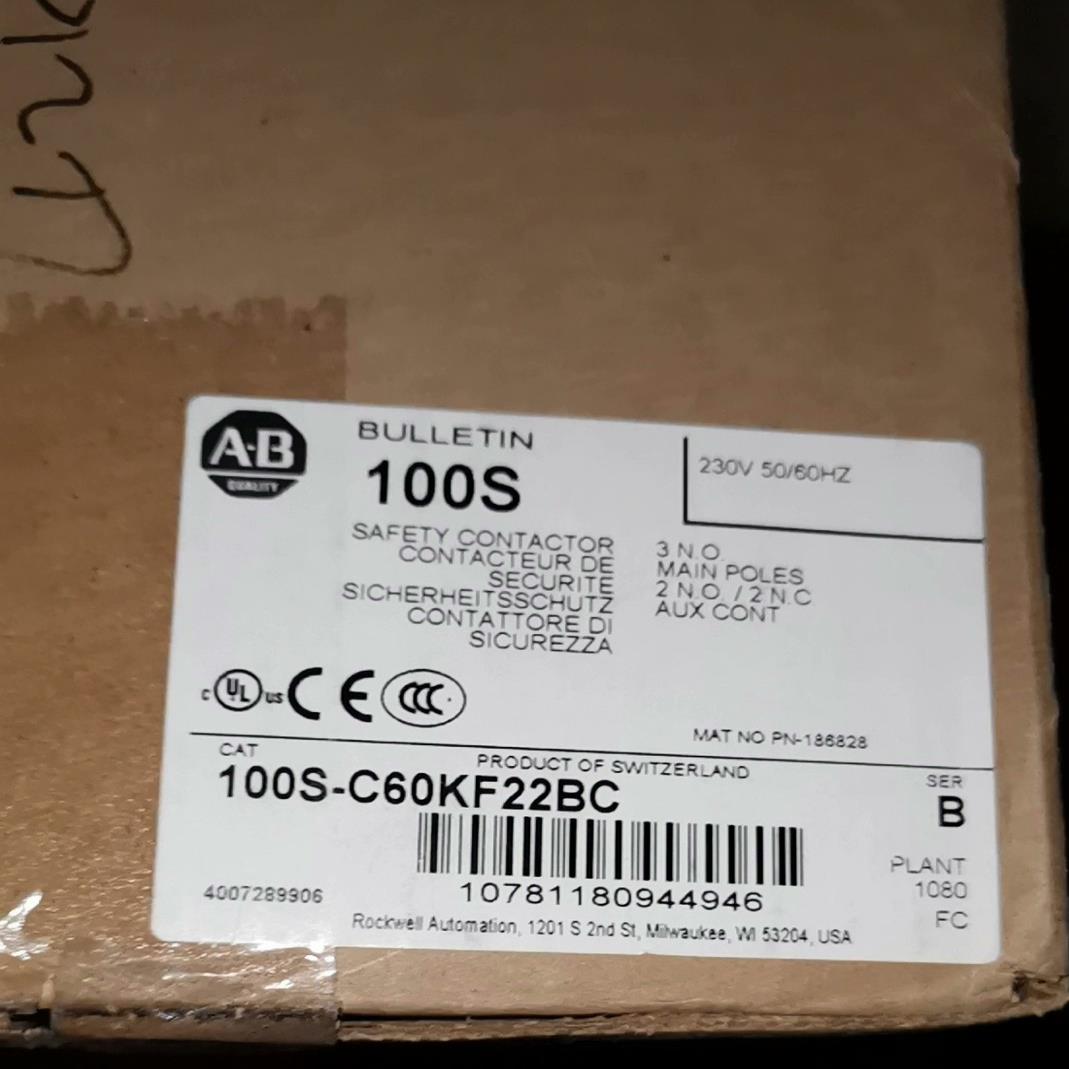 A·B
QUALITY
BULLETIN
100S
230V 50/60HZ
SAFETY CONTACTOR
CONTACTEUR DE
SECURITE
SICHERHEITSSCHUTZ
CONTATTORE DI
SICUREZZA
3 N.O.
MAIN POLES
2 N.O. / 2 N.C
AUX CONT
c UL us CE CCC
MAT NO PN-186828
CAT
PRODUCT OF SWITZERLAND
SER
100S-C60KF22BC
B
10781180944946
PLANT
1080
FC
4007289906
Rockwell Automation, 1201 S 2nd St, Milwaukee, WI 53204, USA